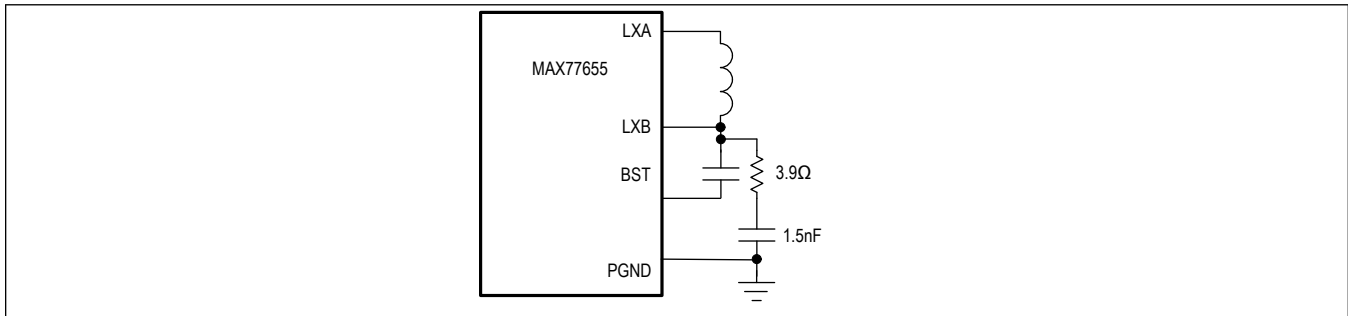 LXA
MAX77655
LXB
BST
3.9Ω
1.5nF
PGND